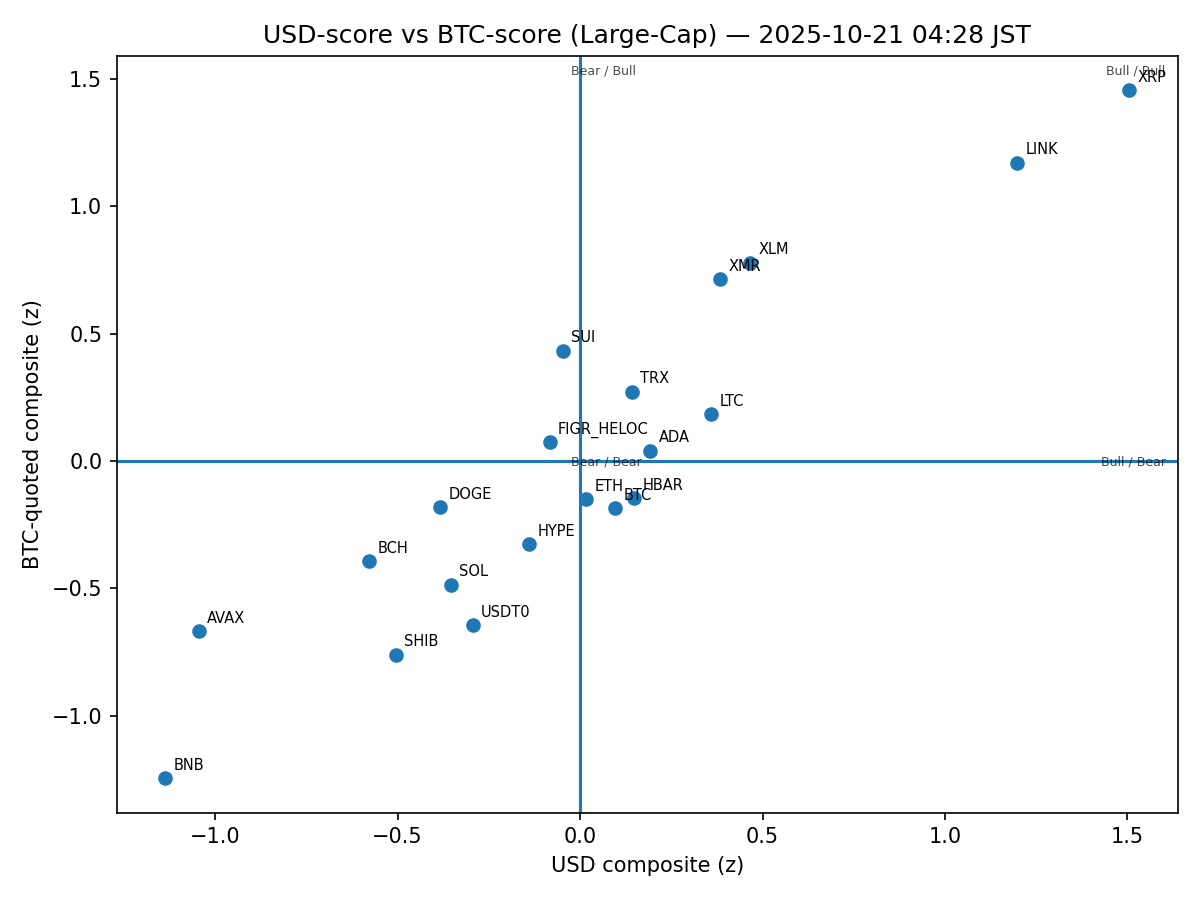 USD-score vs BTC-score (Large-Cap) — 2025-10-21 04:28 JST
Bear / Bull
Bull / Bull
XRP
LINK
XLM
XMR
SUI
TRX
LTC
FIGR_HELOC
ADA
Bear / Bear
Bull / Bear
ETH
HBAR
BTC
DOGE
HYPE
BCH
SOL
USDT0
AVAX
SHIB
BNB
1.5
1.0
0.5
0.0
−0.5
−1.0
BTC-quoted composite (z)
−1.0
−0.5
0.0
0.5
1.0
1.5
USD composite (z)